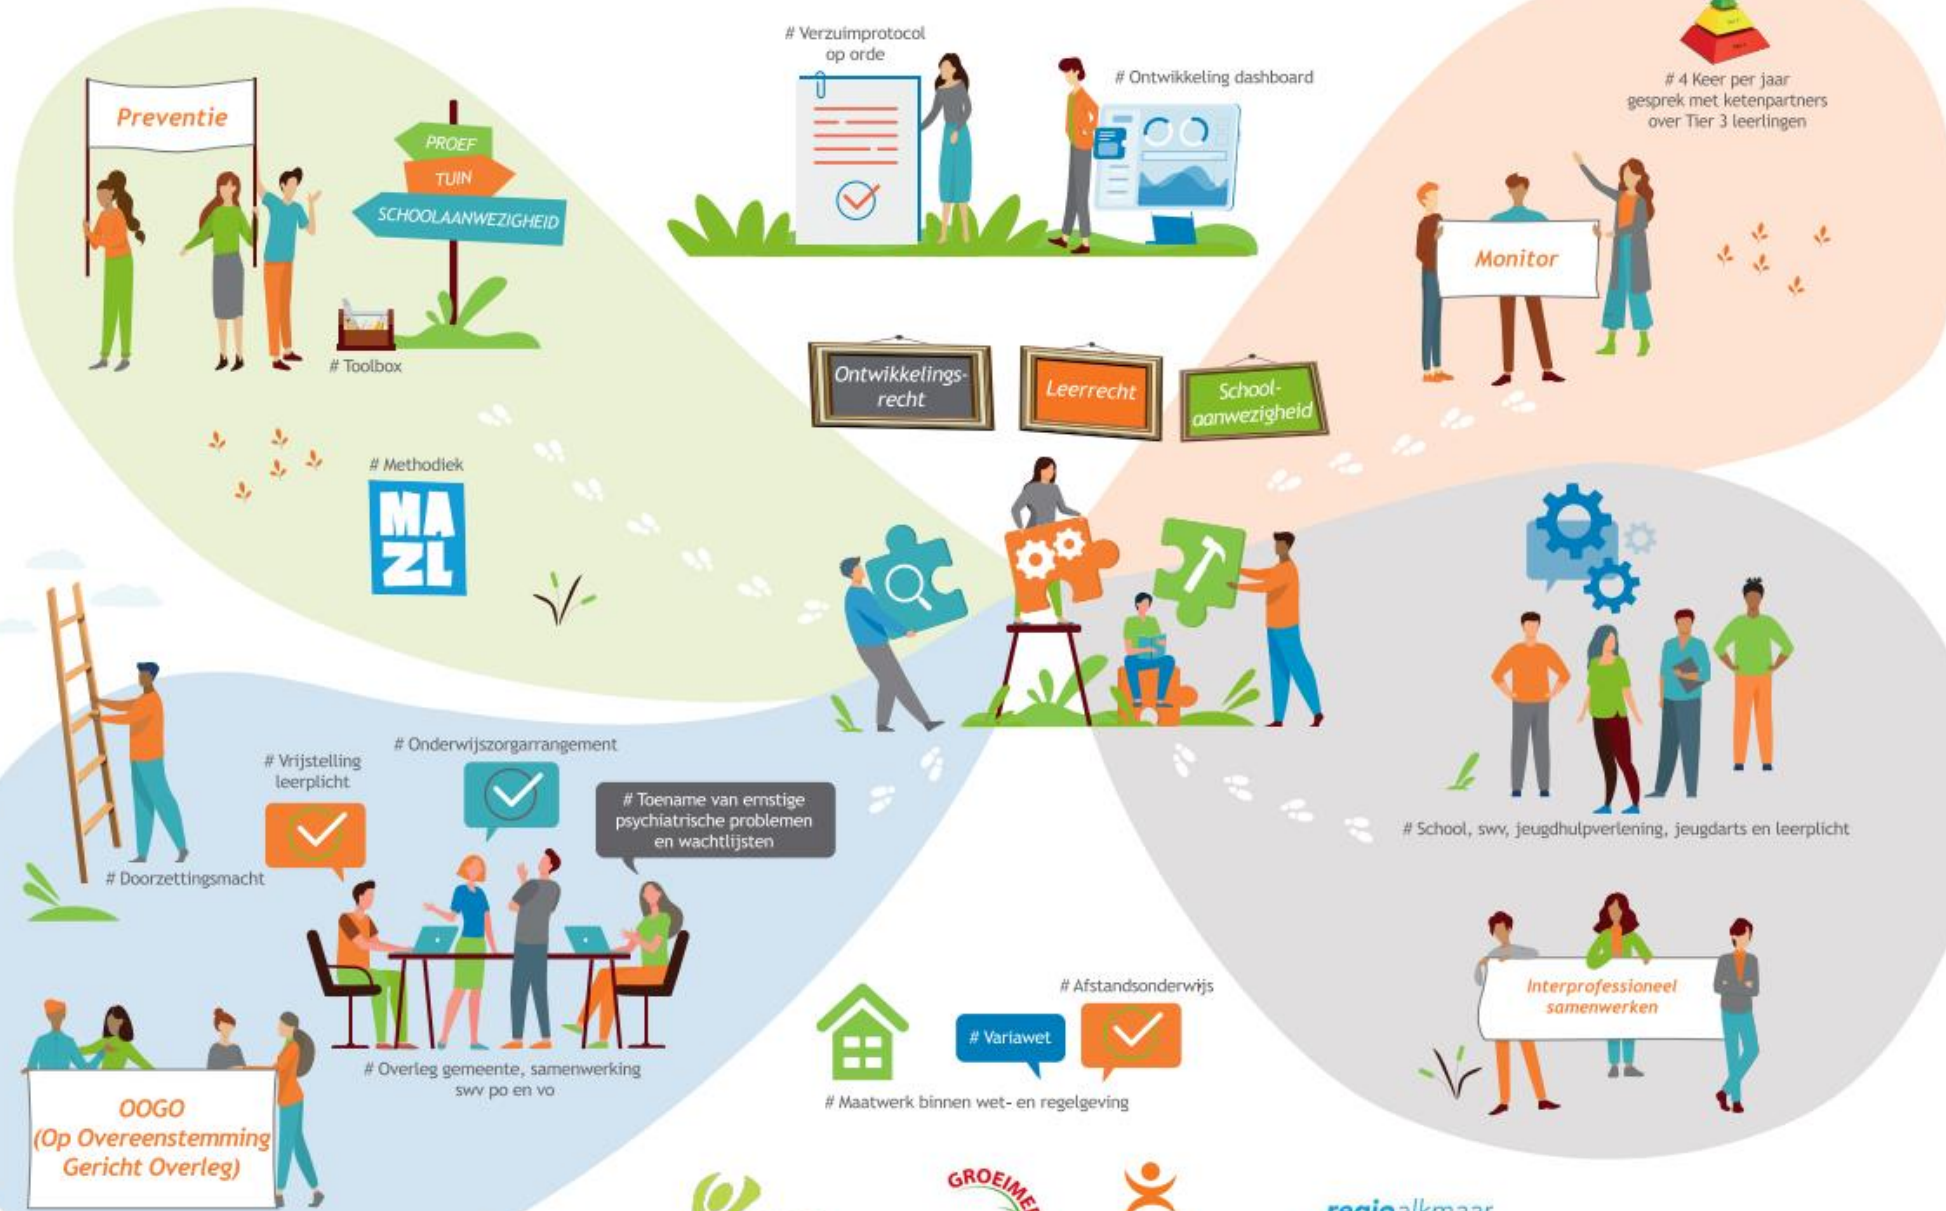 # Verzuimprotocol
op orde
# Ontwikkeling dashboard
# 4 Keer per jaar
gesprek met ketenpartners
over Tier 3 leerlingen
Preventie
PROEF
TUIN
SCHOOLAANWEZIGHEID
# Toolbox
Monitor
Ontwikkelings-
recht
Leerrecht
School-
aanwezigheid
# Methodiek
MA
ZL
# Onderwijszorgarrangement
# Vrijstelling
leerplicht
# Toename van ernstige
psychiatrische problemen
en wachtlijsten
# School, swv, jeugdhulpverlening, jeugdarts en leerplicht
# Doorzettingsmacht
Interprofessioneel
samenwerken
# Afstandsonderwijs
# Variawet
# Maatwerk binnen wet- en regelgeving
# Overleg gemeente, samenwerking
swv po en vo
OOGO
(Op Overeenstemming
Gericht Overleg)
regioalkmaar